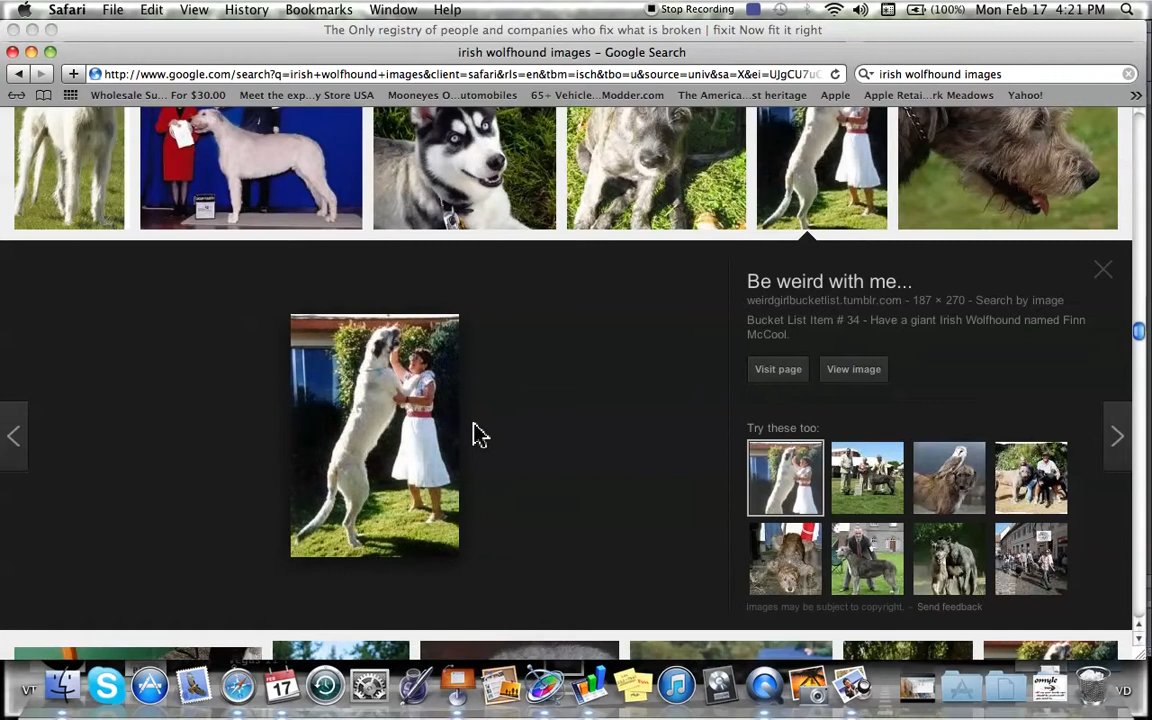 Safari File Edit View History Bookmarks Window Help Stop Recording (100%) Mon Feb 17 4:21 PM
The Only registry of people and companies who fix what is broken | fixit Now fit it right
irish wolfhound images – Google Search
http://www.google.com/search?q=irish+wolfhound+images&client=safari&rls=en&tbm=isch&tbo=u&source=univ&sa=X&ei=UJgCU7uC irish wolfhound images
Wholesale Su... For $30.00 Meet the exp...y Store USA Mooneyes O...utomobiles 65+ Vehicle...Modder.com The America...st heritage Apple Apple Retai...rk Meadows Yahoo!
Be weird with me...
weirdgirlbucketlist.tumblr.com - 187 × 270 - Search by image
Bucket List Item # 34 - Have a giant Irish Wolfhound named Finn
McCool.
Visit page View image
Try these too:
Images may be subject to copyright. - Send feedback
FEB
17
VT
VD